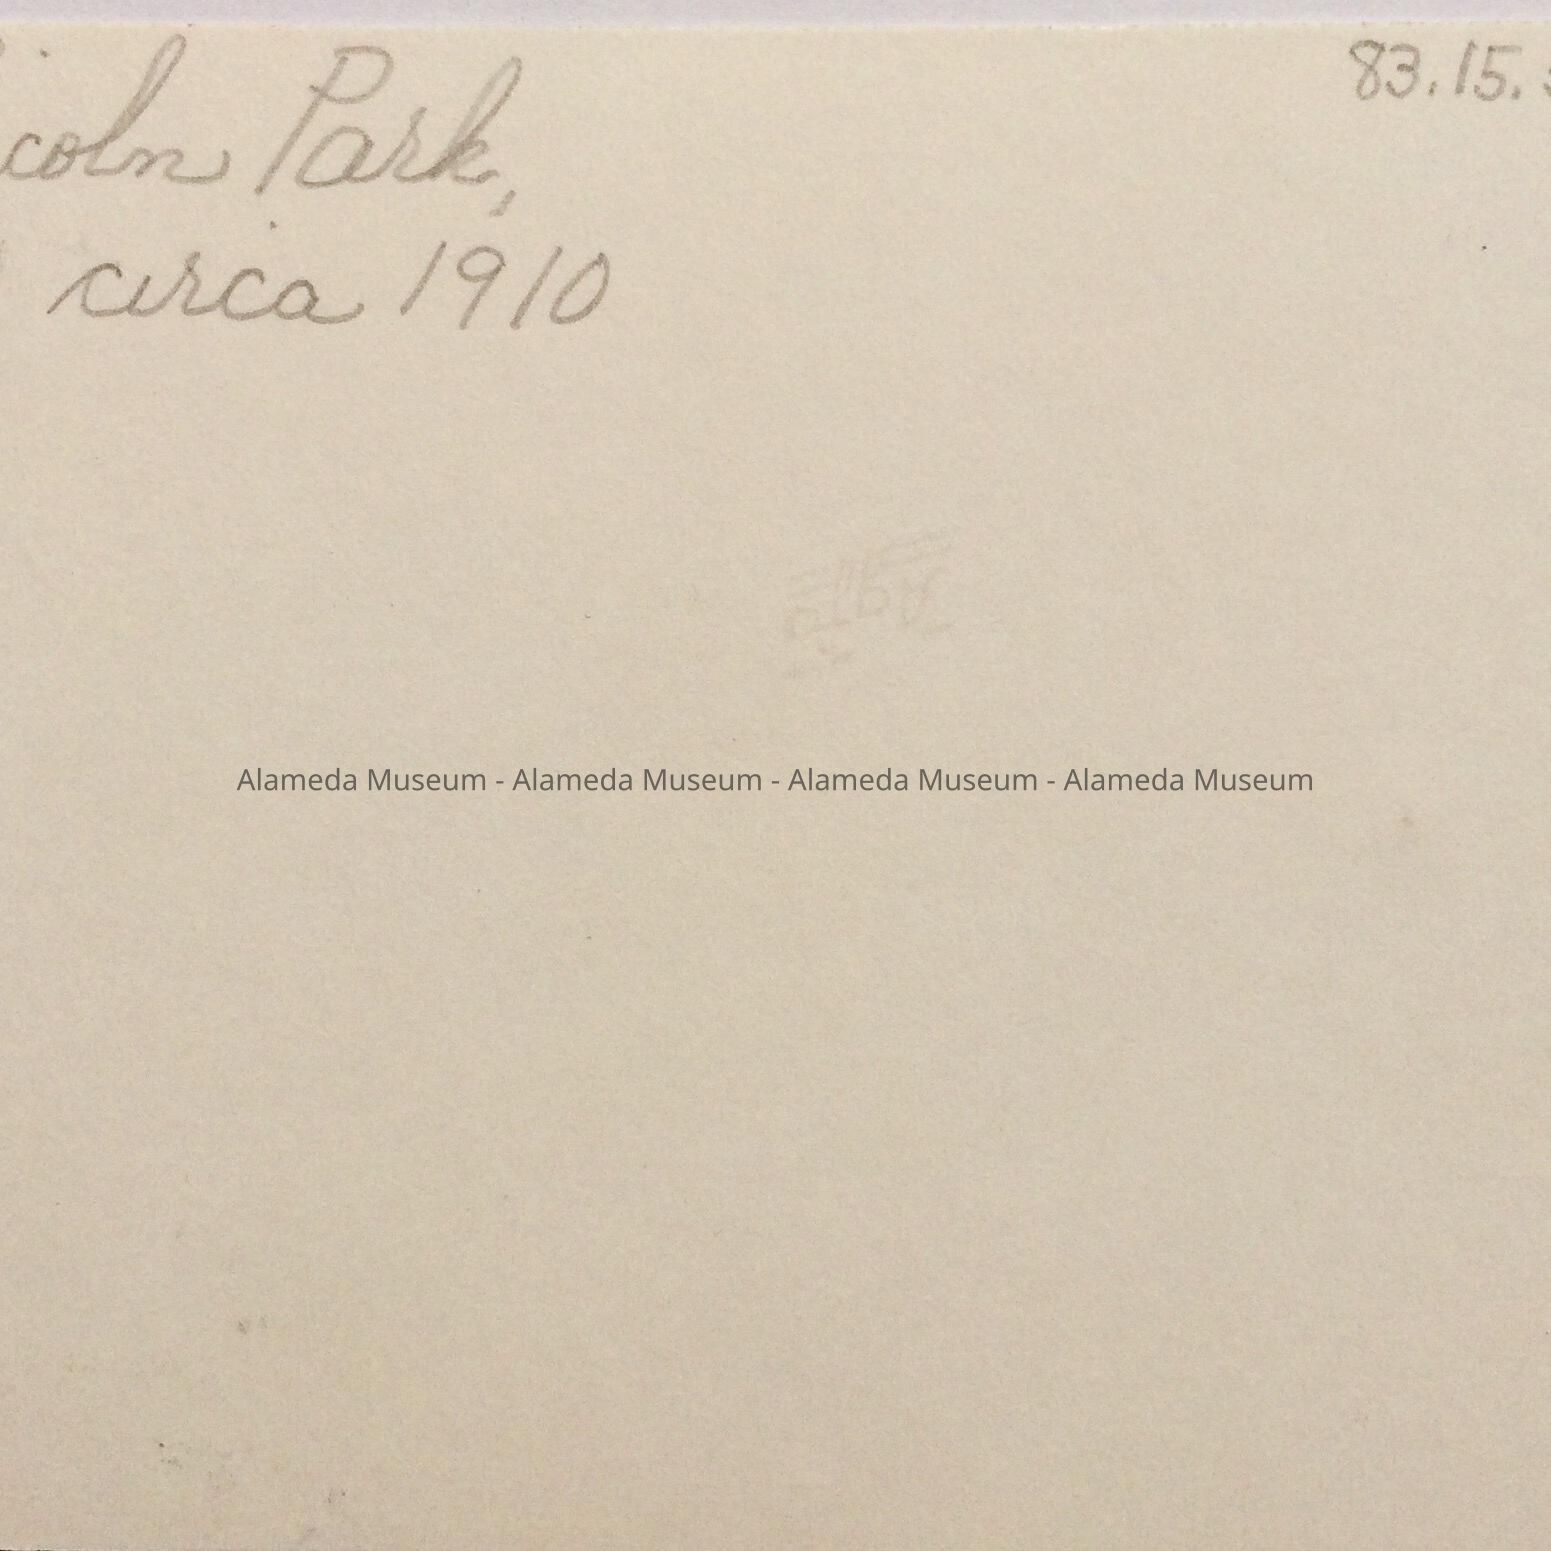 coln Park,
83.15.
circa 1910
Alameda Museum - Alameda Museum - Alameda Museum - Alameda Museum